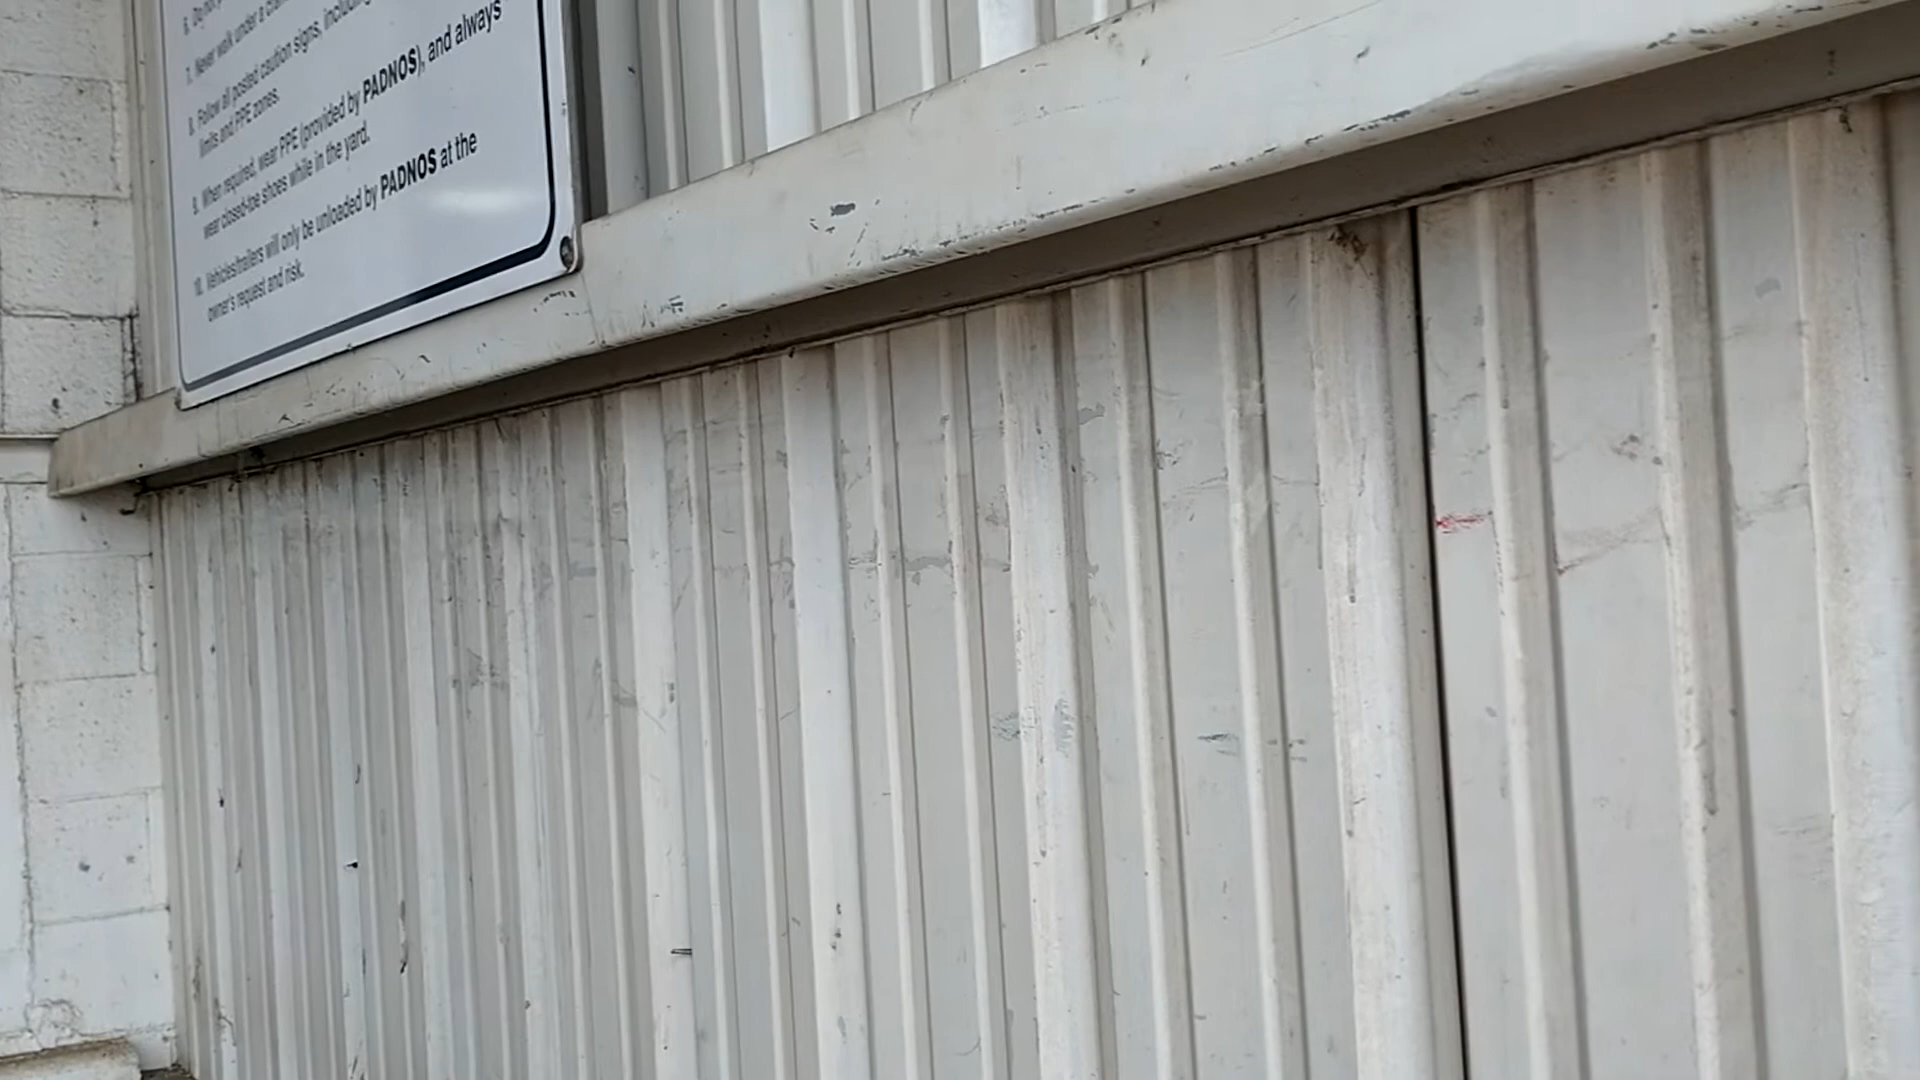 7. Never walk under a
8. Follow all posted caution signs, including
limits and PPE zones.
9. When required, wear PPE (provided by PADNOS), and always
wear closed-toe shoes while in the yard.
10. Vehicles/trailers will only be unloaded by PADNOS at the
owner's request and risk.